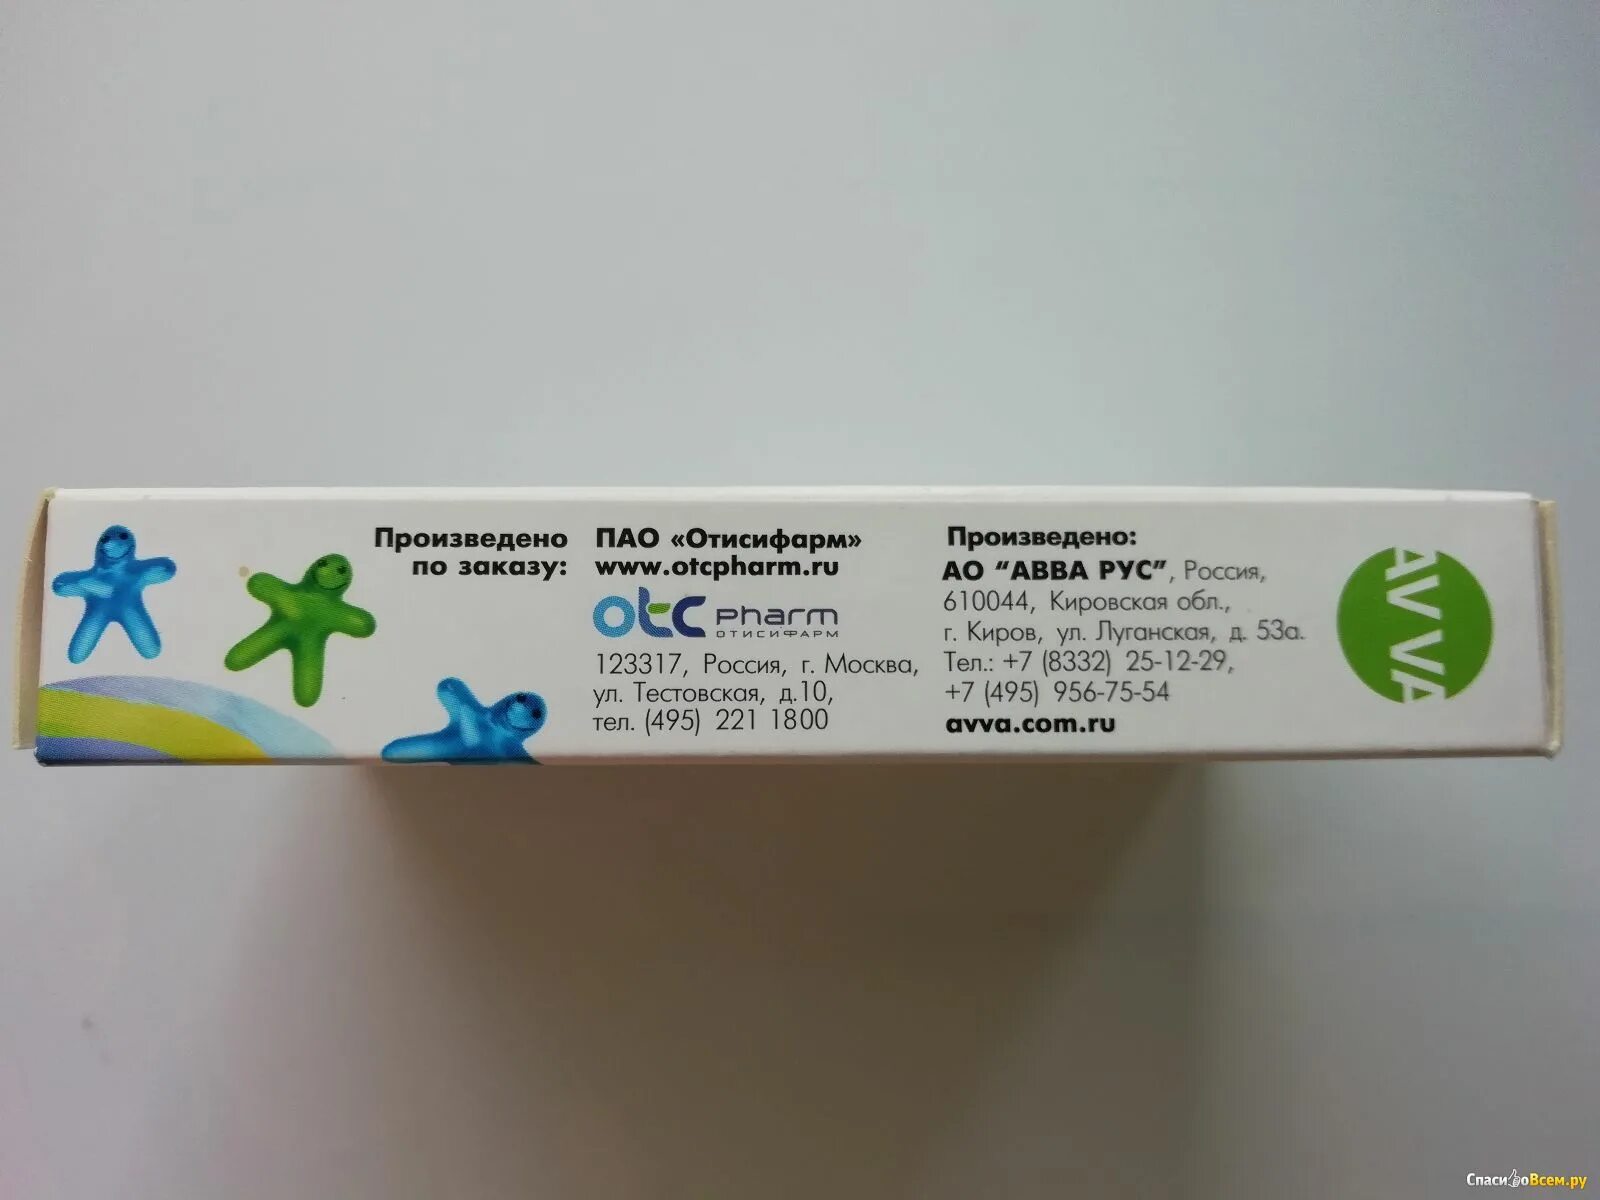 Произведено
по заказу:
ПАО «Отисифарм»
www.otcpharm.ru
отс pharm
ОТИСИФАРМ
123317, Россия, г. Москва,
ул. Тестовская, д.10,
тел. (495) 221 1800
Произведено:
АО "АВВА РУС", Россия,
610044, Кировская обл.,
г. Киров, ул. Луганская, д. 53а.
Тел.: +7 (8332) 25-12-29,
+7 (495) 956-75-54
avva.com.ru
AVVA
СпасибоВсем.ру